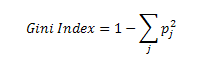 Gini Index = 1 − ∑_j p_j^2